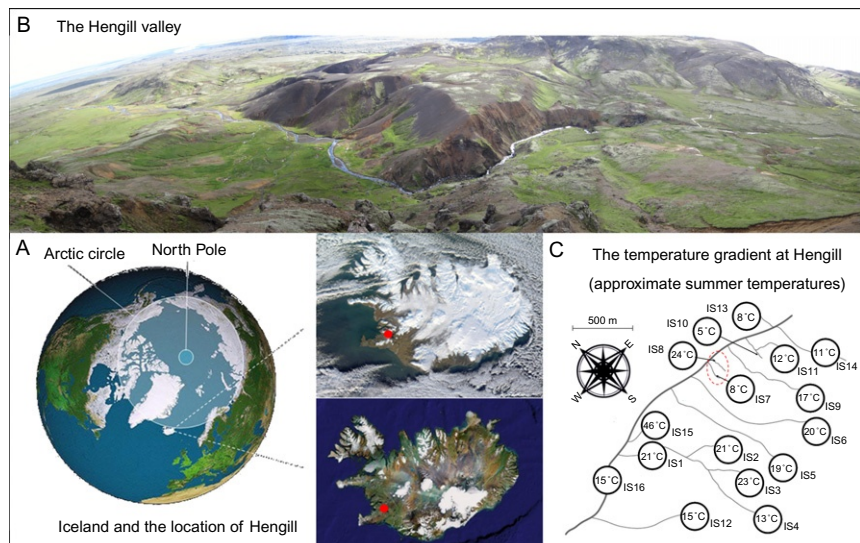 B The Hengill valley
A
Arctic circle
North Pole
Iceland and the location of Hengill
C The temperature gradient at Hengill
(approximate summer temperatures)
500 m
N
E
W
S
IS13
8˚C
IS10
5˚C
IS8
24˚C
12˚C
IS11
11˚C
IS14
8˚C
IS7
17˚C
IS9
20˚C
IS6
46˚C
IS15
21˚C
IS1
21˚C
IS2
19˚C
IS5
23˚C
IS3
15˚C
IS16
15˚C
IS12
13˚C
IS4